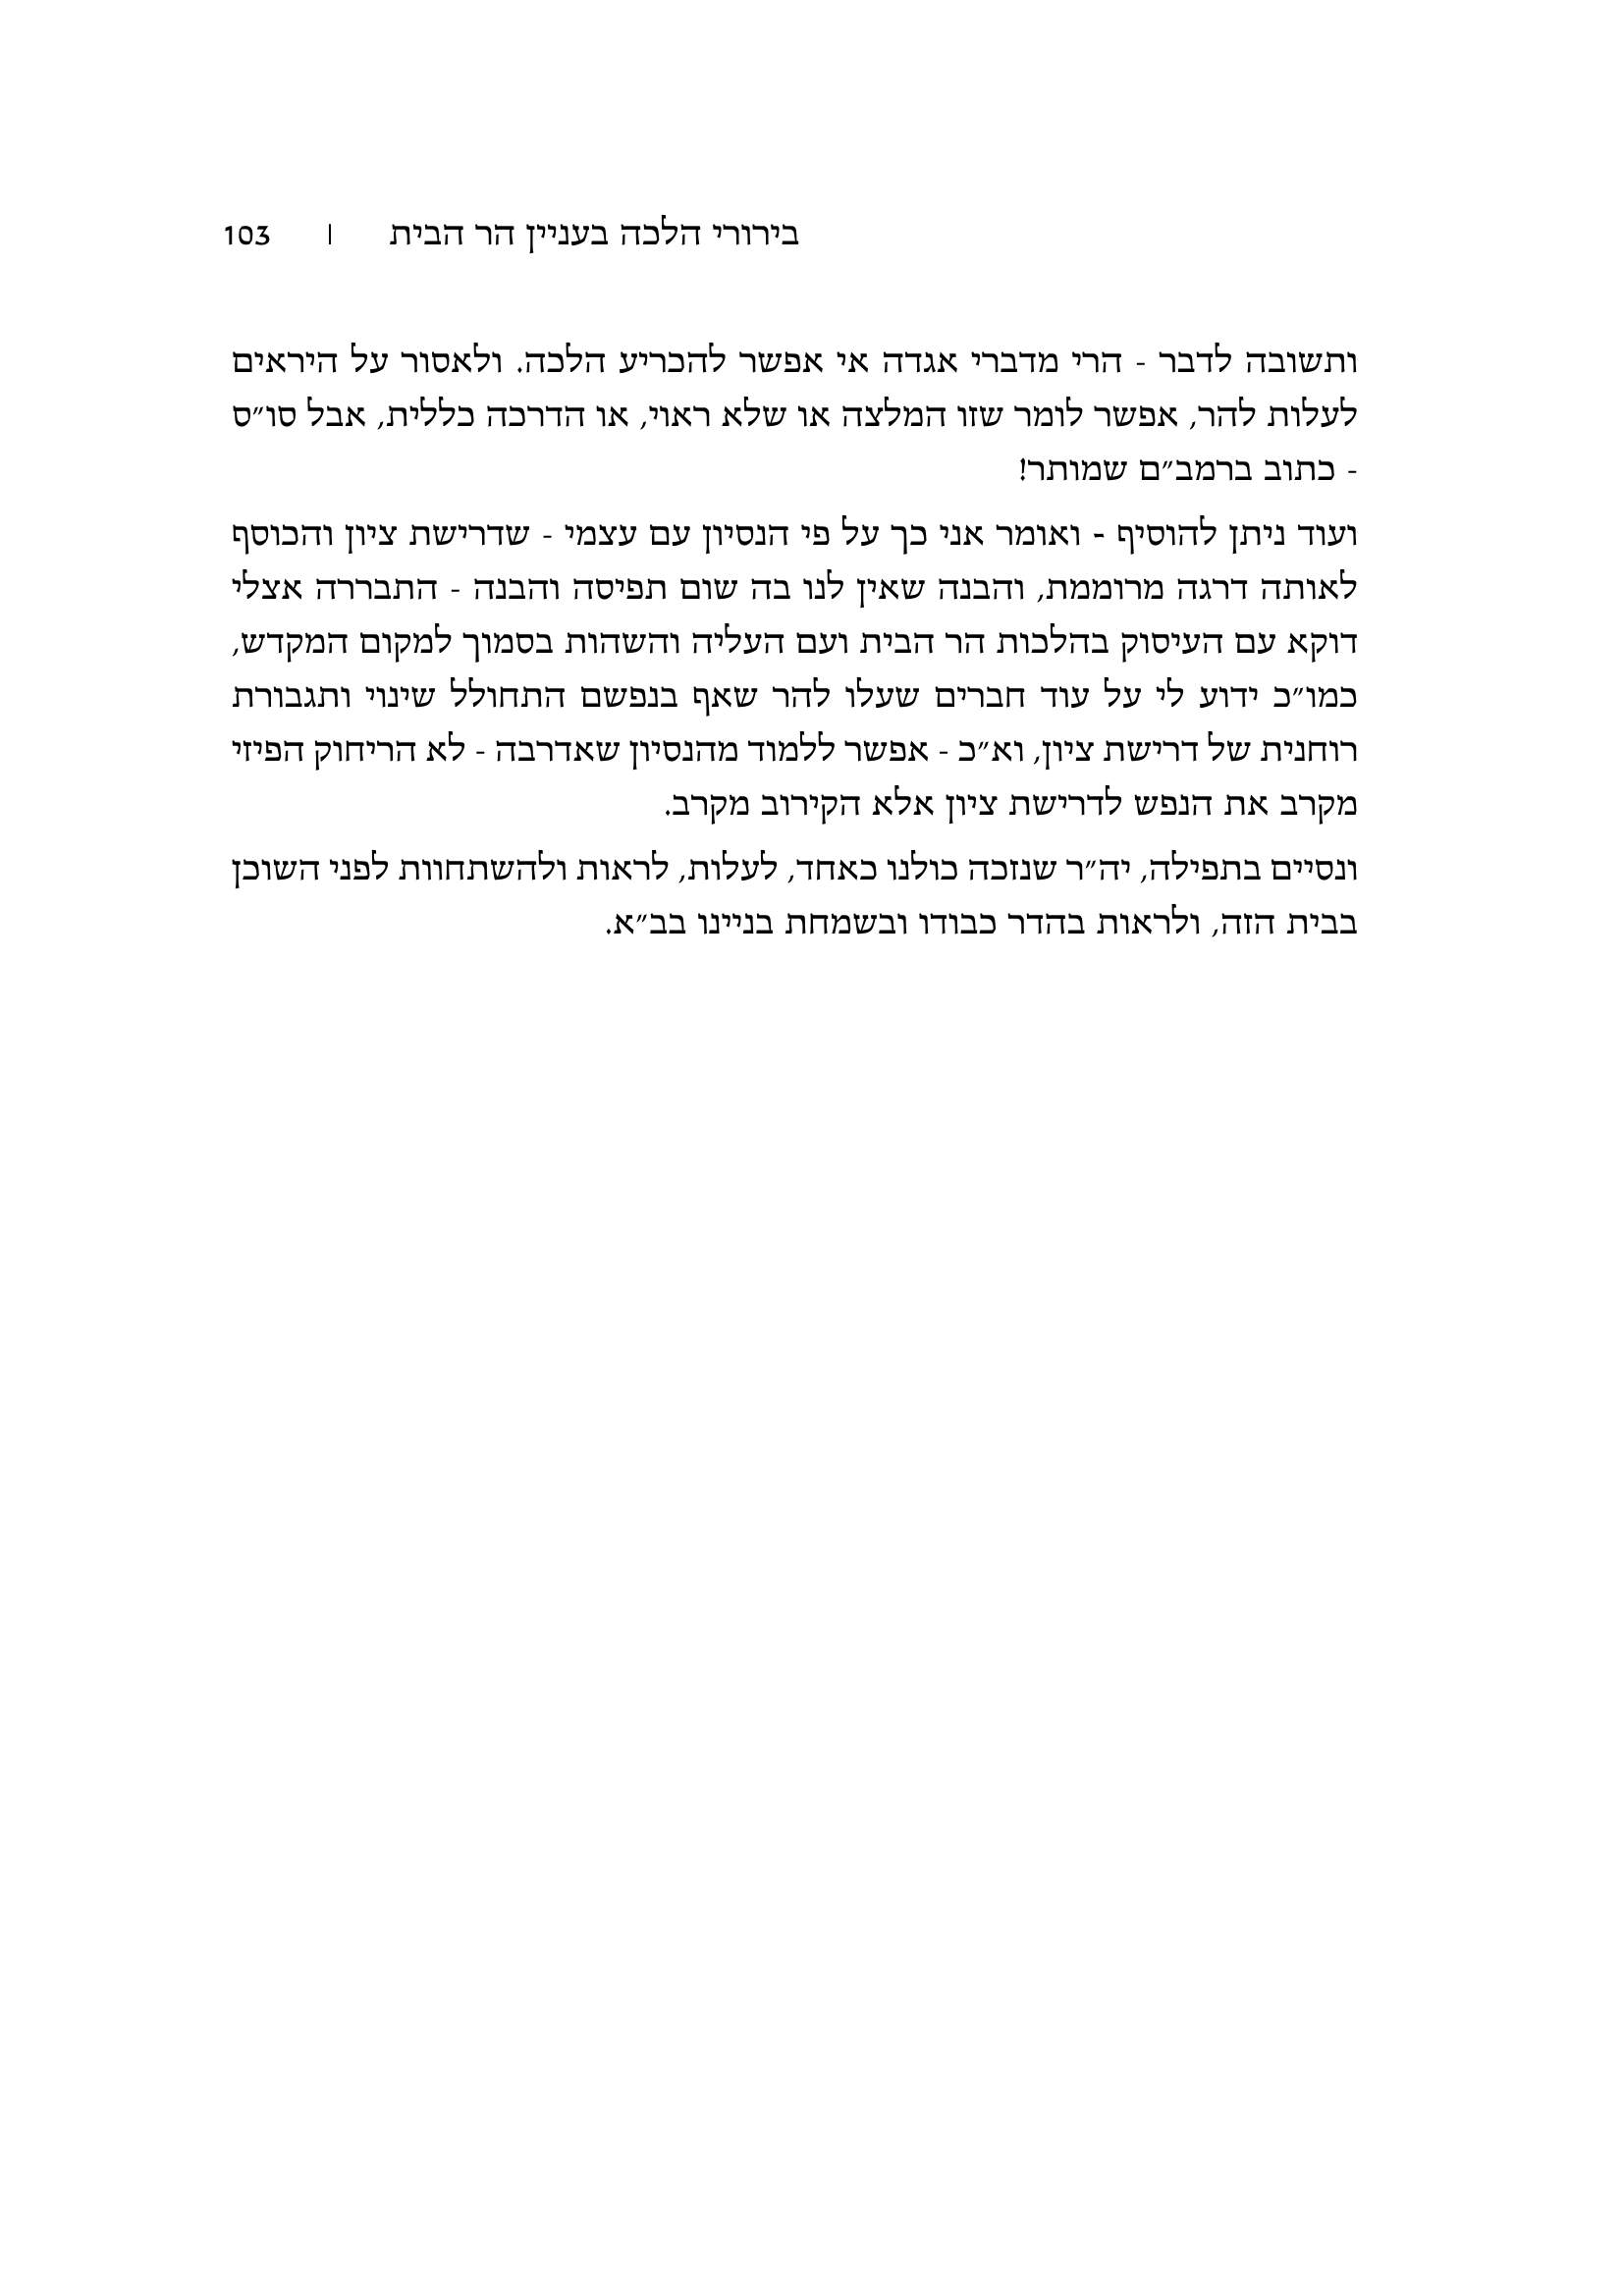 בירורי הלכה בעניין הר הבית | 103
ותשובה לדבר - הרי מדברי אגדה אי אפשר להכריע הלכה. ולאסור על היראים
לעלות להר, אפשר לומר שזו המלצה או שלא ראוי, או הדרכה כללית, אבל סו״ס
- כתוב ברמב״ם שמותר!
ועוד ניתן להוסיף - ואומר אני כך על פי הנסיון עם עצמי - שדרישת ציון והכוסף
לאותה דרגה מרוממת, והבנה שאין לנו בה שום תפיסה והבנה - התבררה אצלי
דוקא עם העיסוק בהלכות הר הבית ועם העליה והשהות בסמוך למקום המקדש,
כמו״כ ידוע לי על עוד חברים שעלו להר שאף בנפשם התחולל שינוי ותגבורת
רוחנית של דרישת ציון, וא״כ - אפשר ללמוד מהנסיון שאדרבה - לא הריחוק הפיזי
מקרב את הנפש לדרישת ציון אלא הקירוב מקרב.
ונסיים בתפילה, יה״ר שנזכה כולנו כאחד, לעלות, לראות ולהשתחוות לפני השוכן
בבית הזה, ולראות בהדר כבודו ובשמחת בניינו בב״א.